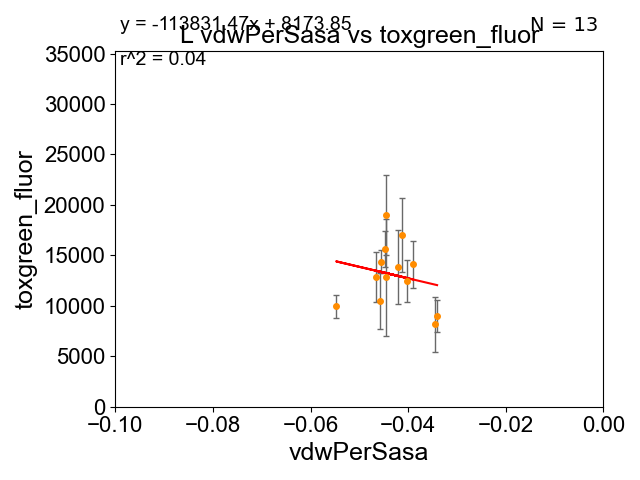 y = -113831.47x + 8173.85
N = 13
L vdwPerSasa vs toxgreen_fluor
r^2 = 0.04
35000
30000
25000
20000
15000
10000
5000
0
toxgreen_fluor
−0.10
−0.08
−0.06
−0.04
−0.02
0.00
vdwPerSasa